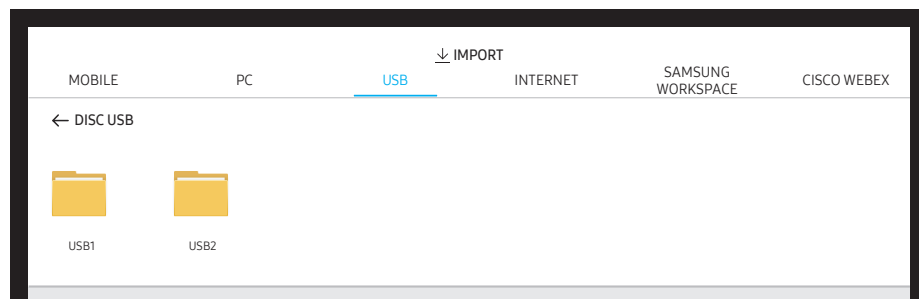 IMPORT
MOBILE
PC
USB
INTERNET
SAMSUNG
WORKSPACE
CISCO WEBEX
DISC USB
USB1
USB2